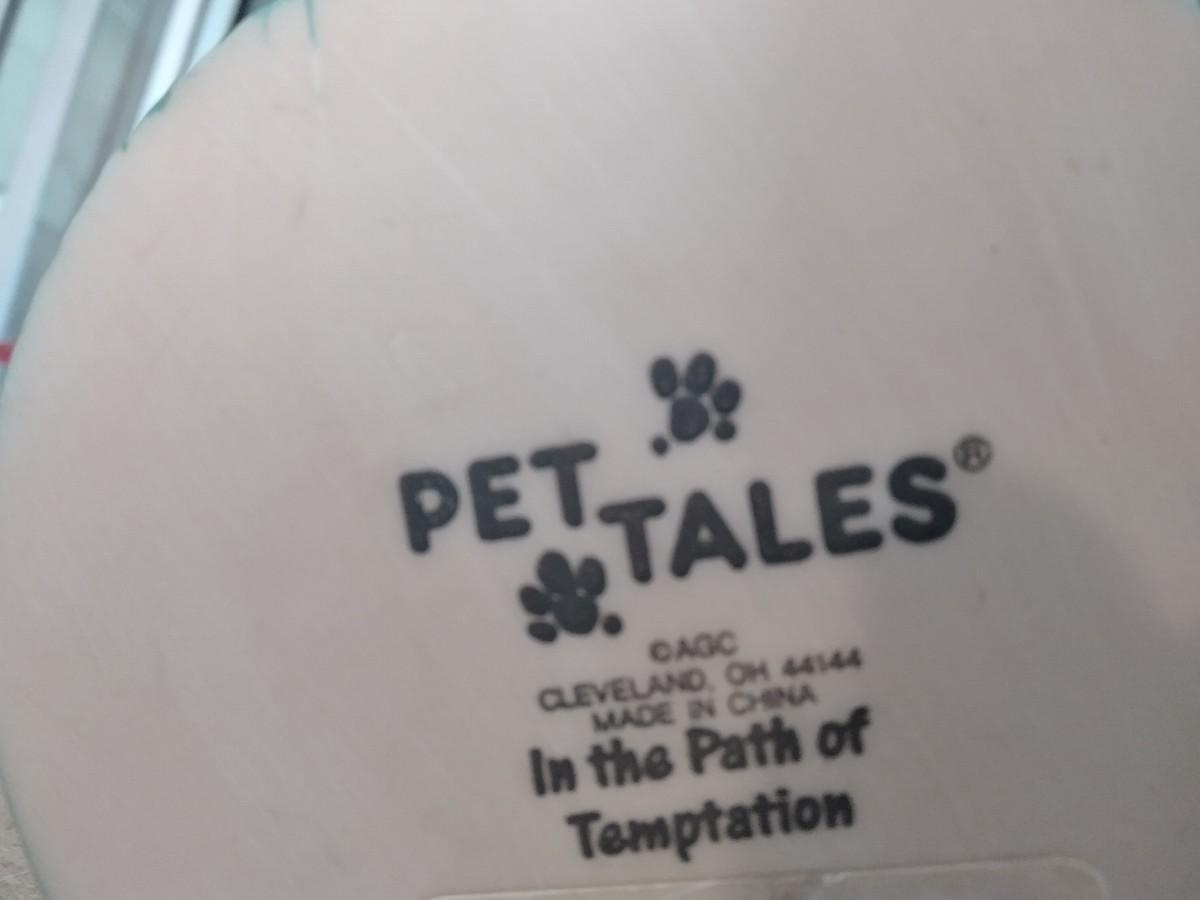 PET TALES®
©AGC
CLEVELAND, OH 44144
MADE IN CHINA
In the Path of
Temptation